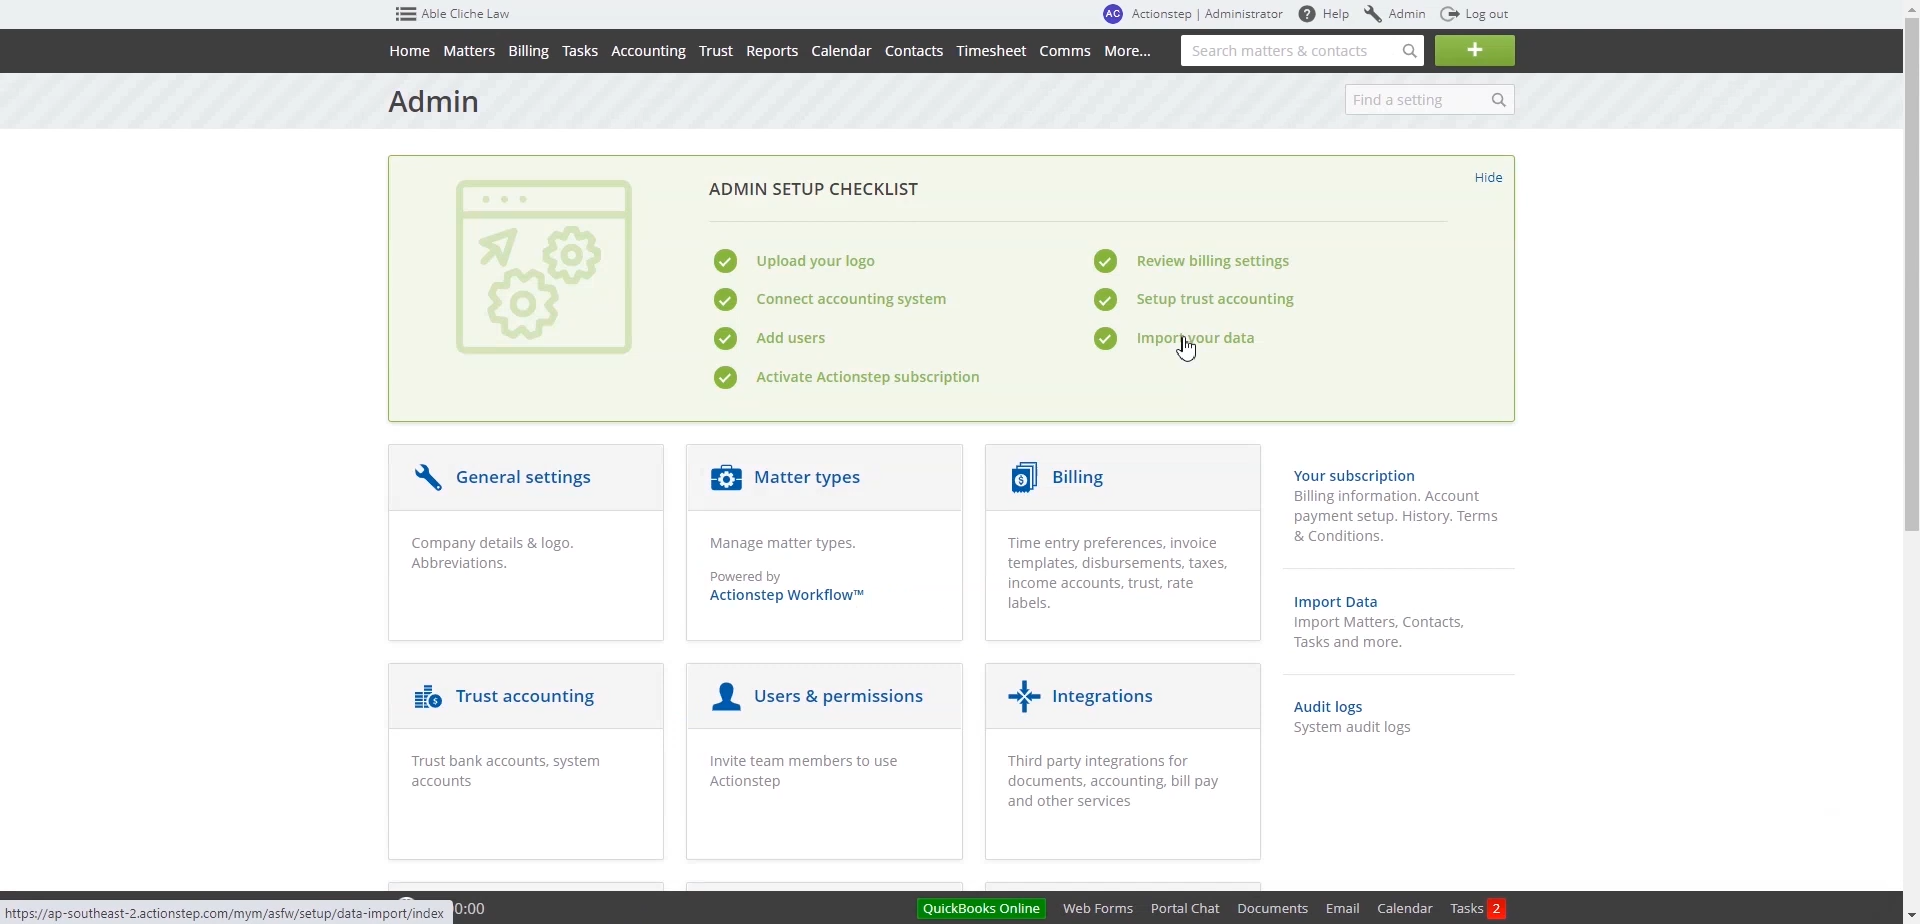 Able Cliche Law
AC Actionstep | Administrator Help Admin Log out
Home Matters Billing Tasks Accounting Trust Reports Calendar Contacts Timesheet Comms More... Search matters & contacts +
Admin
Find a setting
Hide
ADMIN SETUP CHECKLIST
Upload your logo
Review billing settings
Connect accounting system
Setup trust accounting
Add users
Import your data
Activate Actionstep subscription
General settings
Company details & logo.
Abbreviations.
Matter types
Manage matter types.
Powered by
Actionstep Workflow™
Billing
Time entry preferences, invoice
templates, disbursements, taxes,
income accounts, trust, rate
labels.
Your subscription
Billing information. Account
payment setup. History. Terms
& Conditions.
Import Data
Import Matters, Contacts,
Tasks and more.
Audit logs
System audit logs
Trust accounting
Trust bank accounts, system
accounts
Users & permissions
Invite team members to use
Actionstep
Integrations
Third party integrations for
documents, accounting, bill pay
and other services
https://ap-southeast-2.actionstep.com/mym/asfw/setup/data-import/index
0:00
QuickBooks Online Web Forms Portal Chat Documents Email Calendar Tasks 2